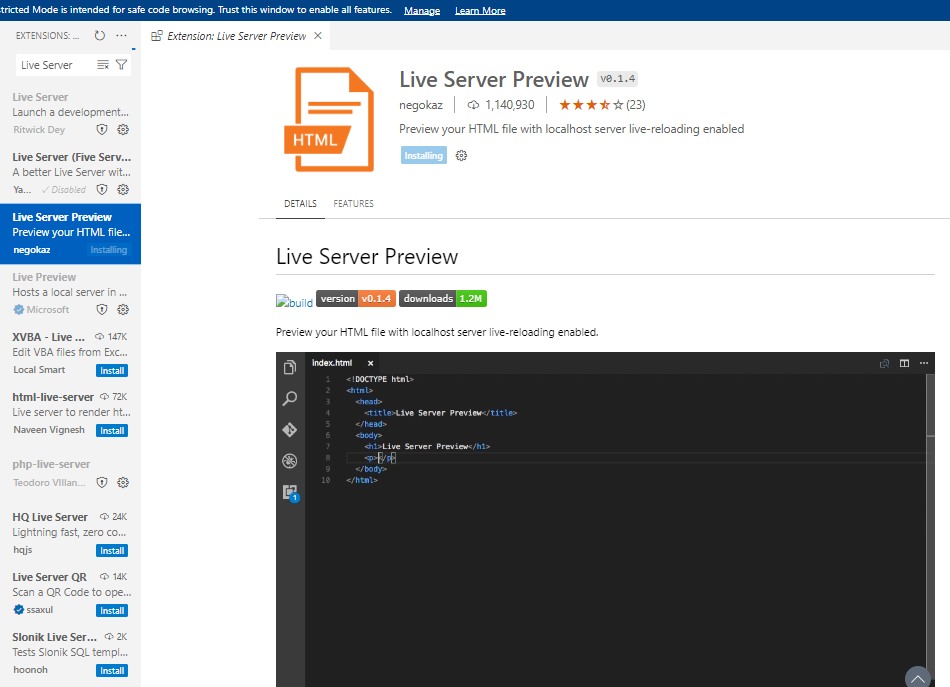 stricted Mode is intended for safe code browsing. Trust this window to enable all features. Manage Learn More
EXTENSIONS: ...
Live Server
Live Server
Launch a development...
Ritwick Dey
Live Server (Five Serv...
A better Live Server wit...
Ya... ✓ Disabled
Live Server Preview
Preview your HTML file...
negokaz Installing
Live Preview
Hosts a local server in ...
Microsoft
XVBA - Live ... 147K
Edit VBA files from Exc...
Local Smart Install
html-live-server 72K
Live server to render ht...
Naveen Vignesh Install
php-live-server
Teodoro VIllan...
HQ Live Server 24K
Lightning fast, zero co...
hqjs Install
Live Server QR 14K
Scan a QR Code to ope...
ssaxul Install
Slonik Live Ser... 2K
Tests Slonik SQL templ...
hoonoh Install
Extension: Live Server Preview
HTML
Live Server Preview v0.1.4
negokaz 1,140,930 ★★★★☆ (23)
Preview your HTML file with localhost server live-reloading enabled
Installing
DETAILS FEATURES
Live Server Preview
build version v0.1.4 downloads 1.2M
Preview your HTML file with localhost server live-reloading enabled.
index.html
1 <!DOCTYPE html>
2 <html>
3 <head>
4 <title>Live Server Preview</title>
5 </head>
6 <body>
7 <h1>Live Server Preview</h1>
8 <p></p>
9 </body>
10 </html>
1